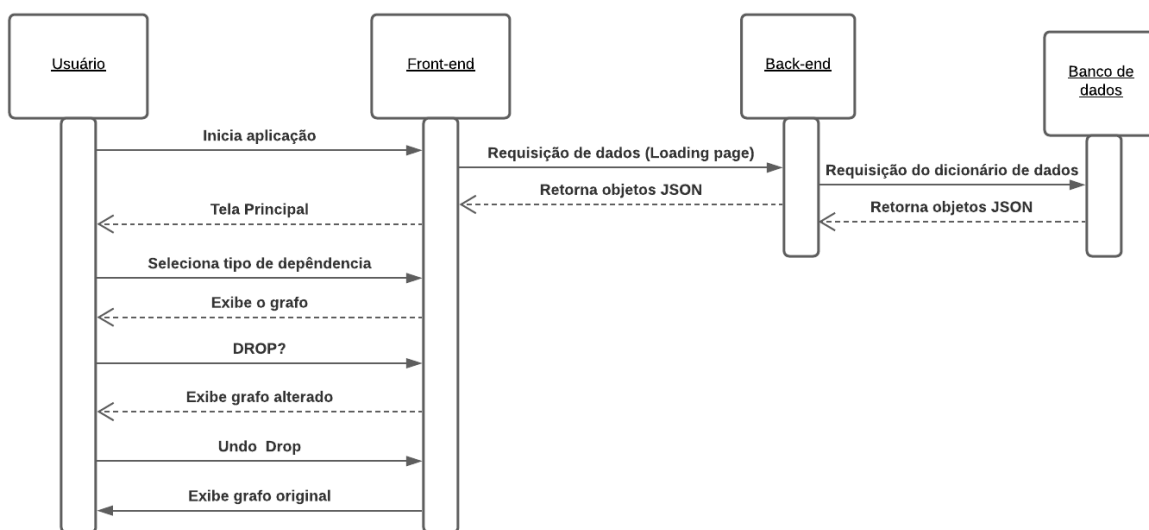 Usuário
Front-end
Back-end
Banco de
dados
Inicia aplicação
Requisição de dados (Loading page)
Requisição do dicionário de dados
Retorna objetos JSON
Retorna objetos JSON
Tela Principal
Seleciona tipo de depêndencia
Exibe o grafo
DROP?
Exibe grafo alterado
Undo Drop
Exibe grafo original